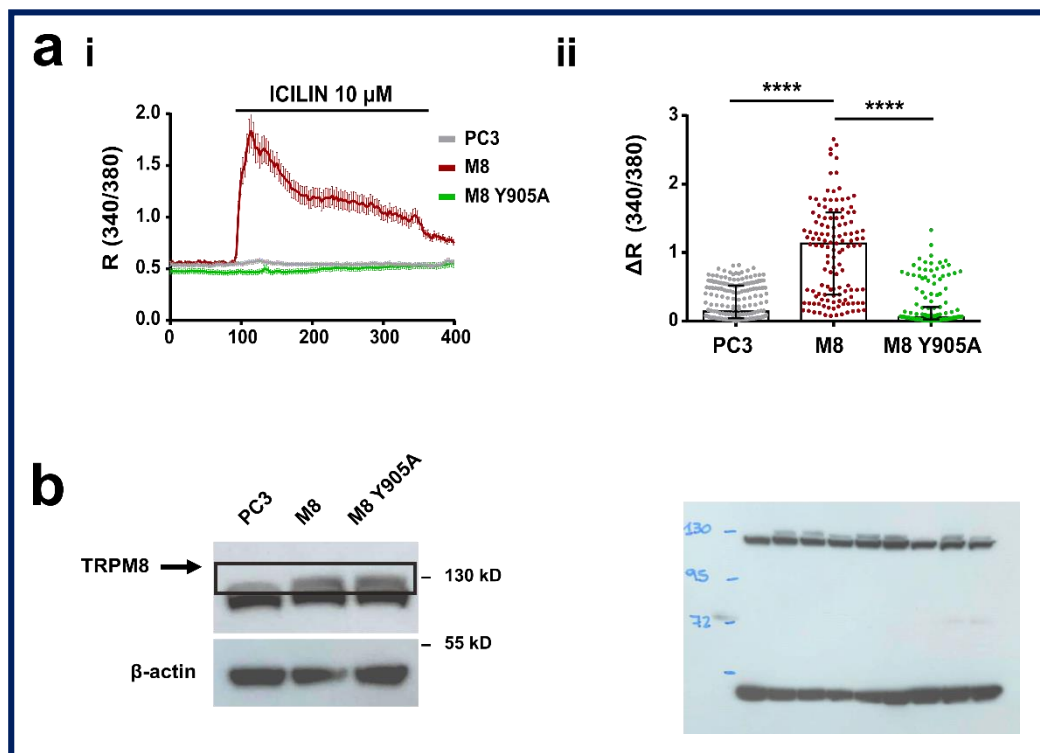 a i
ICILIN 10 µM
R (340/380)
2.0
1.5
1.0
0.5
0.0
0 100 200 300 400
PC3
M8
M8 Y905A
ii
**** ****
ΔR (340/380)
3
2
1
0
PC3 M8 M8 Y905A
b
PC3 M8 M8 Y905A
TRPM8
130 kD
55 kD
β-actin
130
95
72